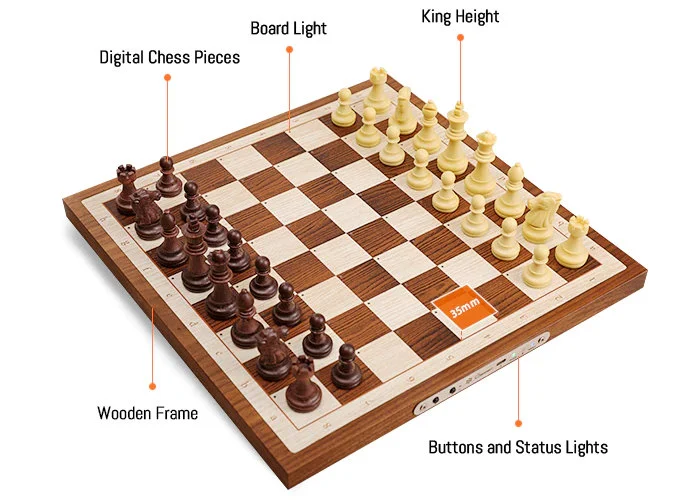 King Height
Board Light
Digital Chess Pieces
35mm
Wooden Frame
Buttons and Status Lights